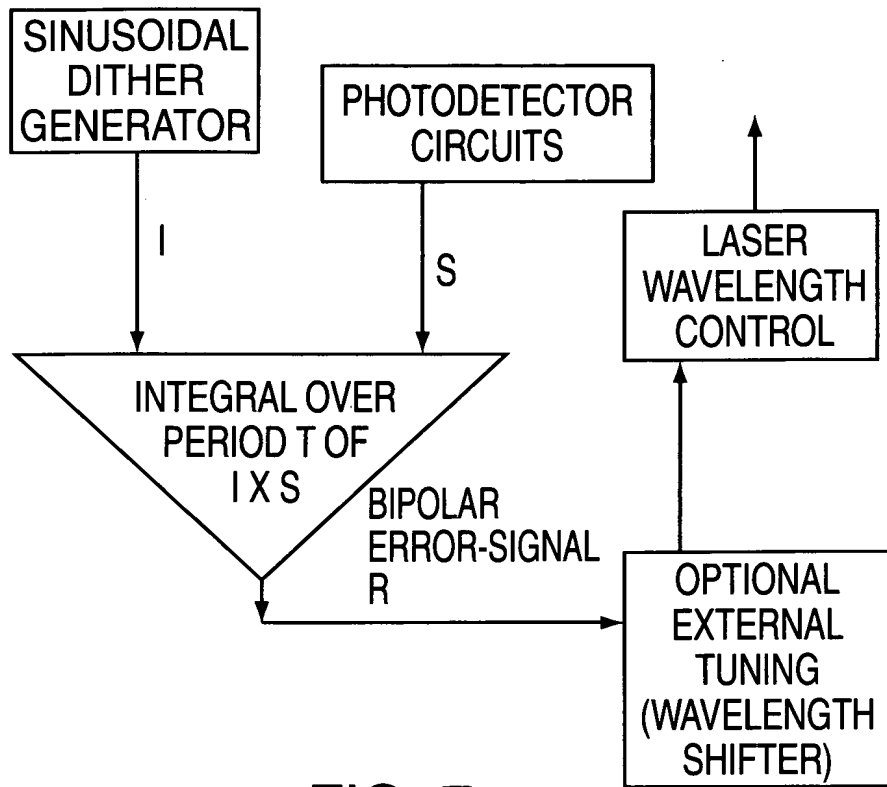 SINUSOIDAL
DITHER
GENERATOR
PHOTODETECTOR
CIRCUITS
I
S
LASER
WAVELENGTH
CONTROL
INTEGRAL OVER
PERIOD T OF
I X S
BIPOLAR
ERROR-SIGNAL
R
OPTIONAL
EXTERNAL
TUNING
(WAVELENGTH
SHIFTER)